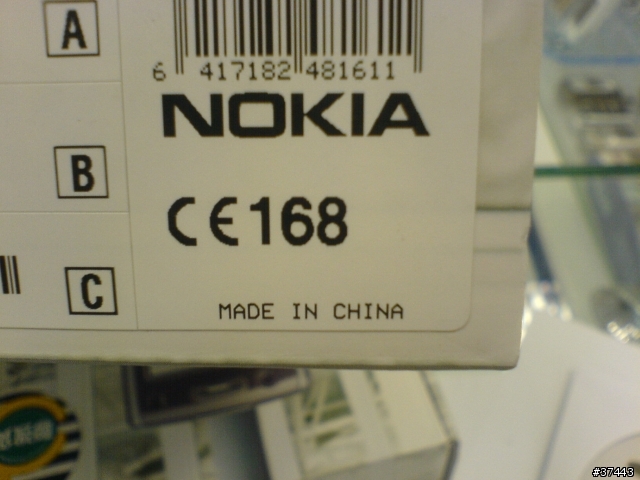 A
6 417182 481611
NOKIA
B
CE168
C
MADE IN CHINA
#37443